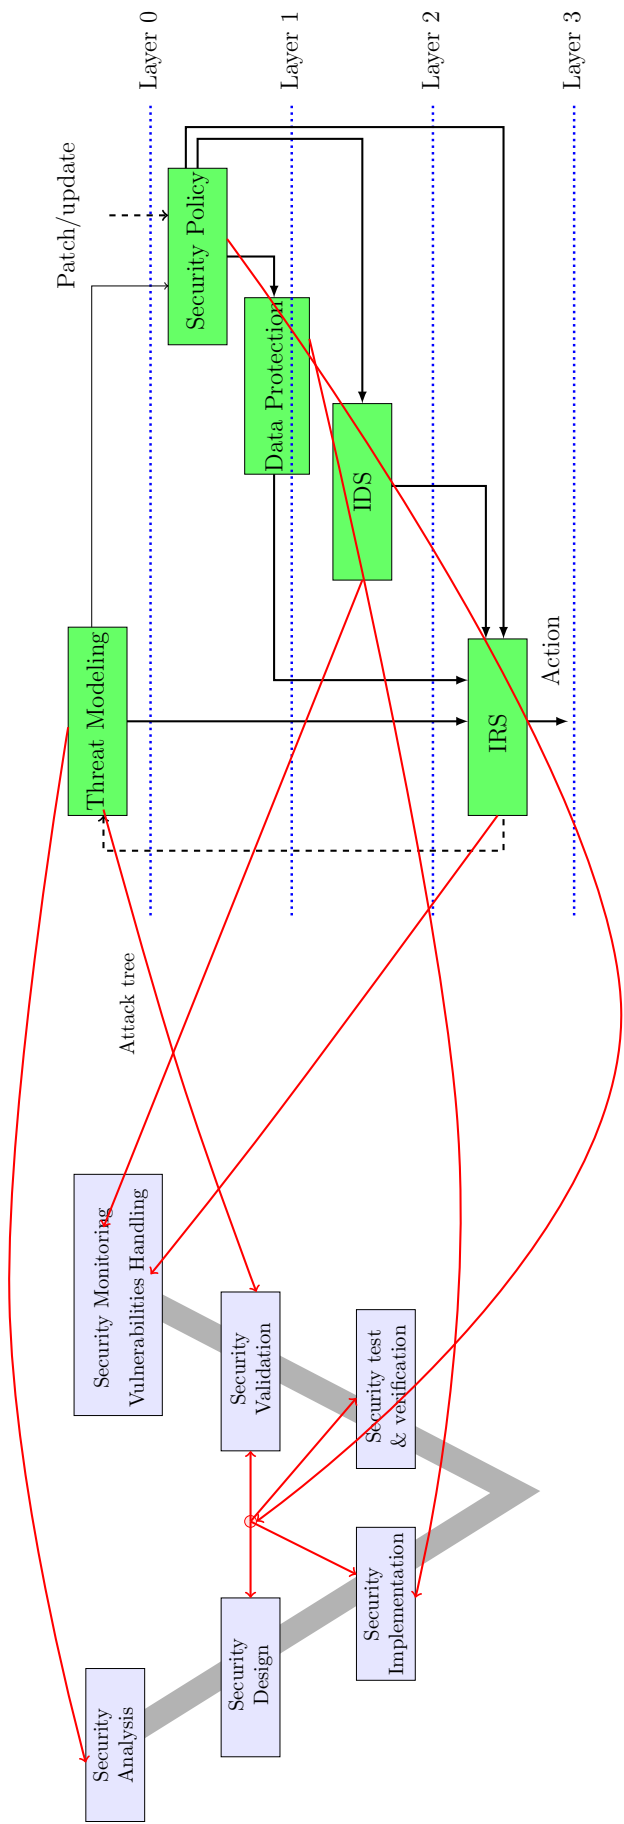 Security
Analysis
Security
Design
Security
Implementation
Security test
& verification
Security
Validation
Security Monitoring
Vulnerabilities Handling
Attack tree
Threat Modeling
Patch/update
Security Policy
Data Protection
IDS
IRS
Action
Layer 0
Layer 1
Layer 2
Layer 3